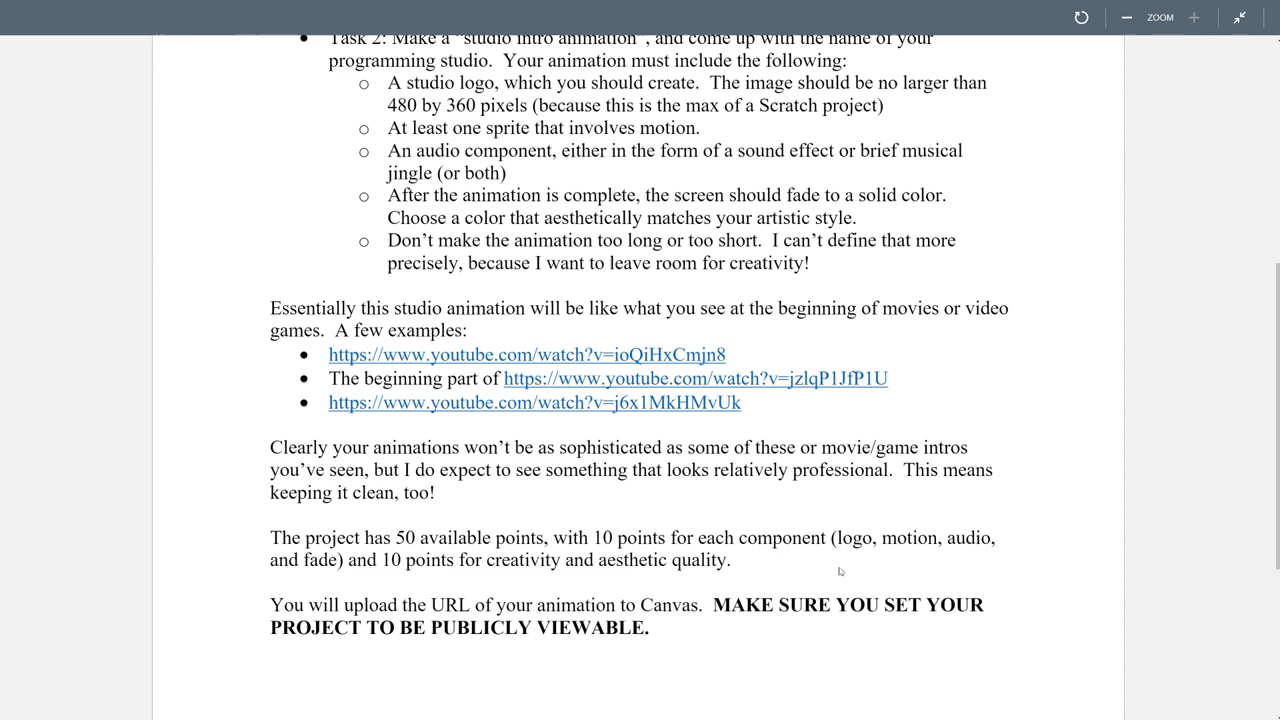 ZOOM
• Task 2: Make a "studio intro animation", and come up with the name of your
programming studio.  Your animation must include the following:
o A studio logo, which you should create.  The image should be no larger than
480 by 360 pixels (because this is the max of a Scratch project)
o At least one sprite that involves motion.
o An audio component, either in the form of a sound effect or brief musical
jingle (or both)
o After the animation is complete, the screen should fade to a solid color.
Choose a color that aesthetically matches your artistic style.
o Don't make the animation too long or too short.  I can't define that more
precisely, because I want to leave room for creativity!
Essentially this studio animation will be like what you see at the beginning of movies or video
games.  A few examples:
• https://www.youtube.com/watch?v=ioQiHxCmjn8
• The beginning part of https://www.youtube.com/watch?v=jzlqP1JfP1U
• https://www.youtube.com/watch?v=j6x1MkHMvUk
Clearly your animations won't be as sophisticated as some of these or movie/game intros
you've seen, but I do expect to see something that looks relatively professional.  This means
keeping it clean, too!
The project has 50 available points, with 10 points for each component (logo, motion, audio,
and fade) and 10 points for creativity and aesthetic quality.
You will upload the URL of your animation to Canvas.  MAKE SURE YOU SET YOUR
PROJECT TO BE PUBLICLY VIEWABLE.